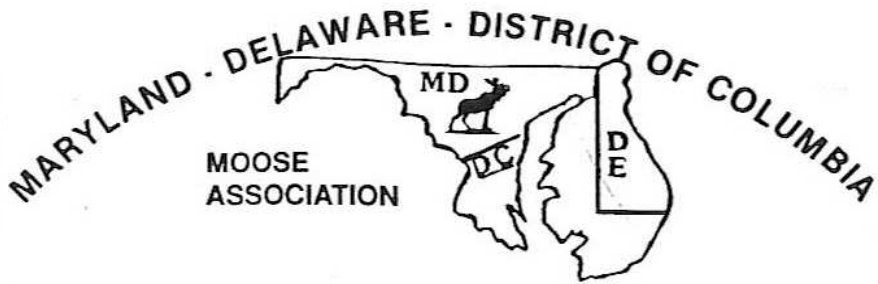 MARYLAND - DELAWARE - DISTRICT OF COLUMBIA
MD
MOOSE
ASSOCIATION
DC
DE